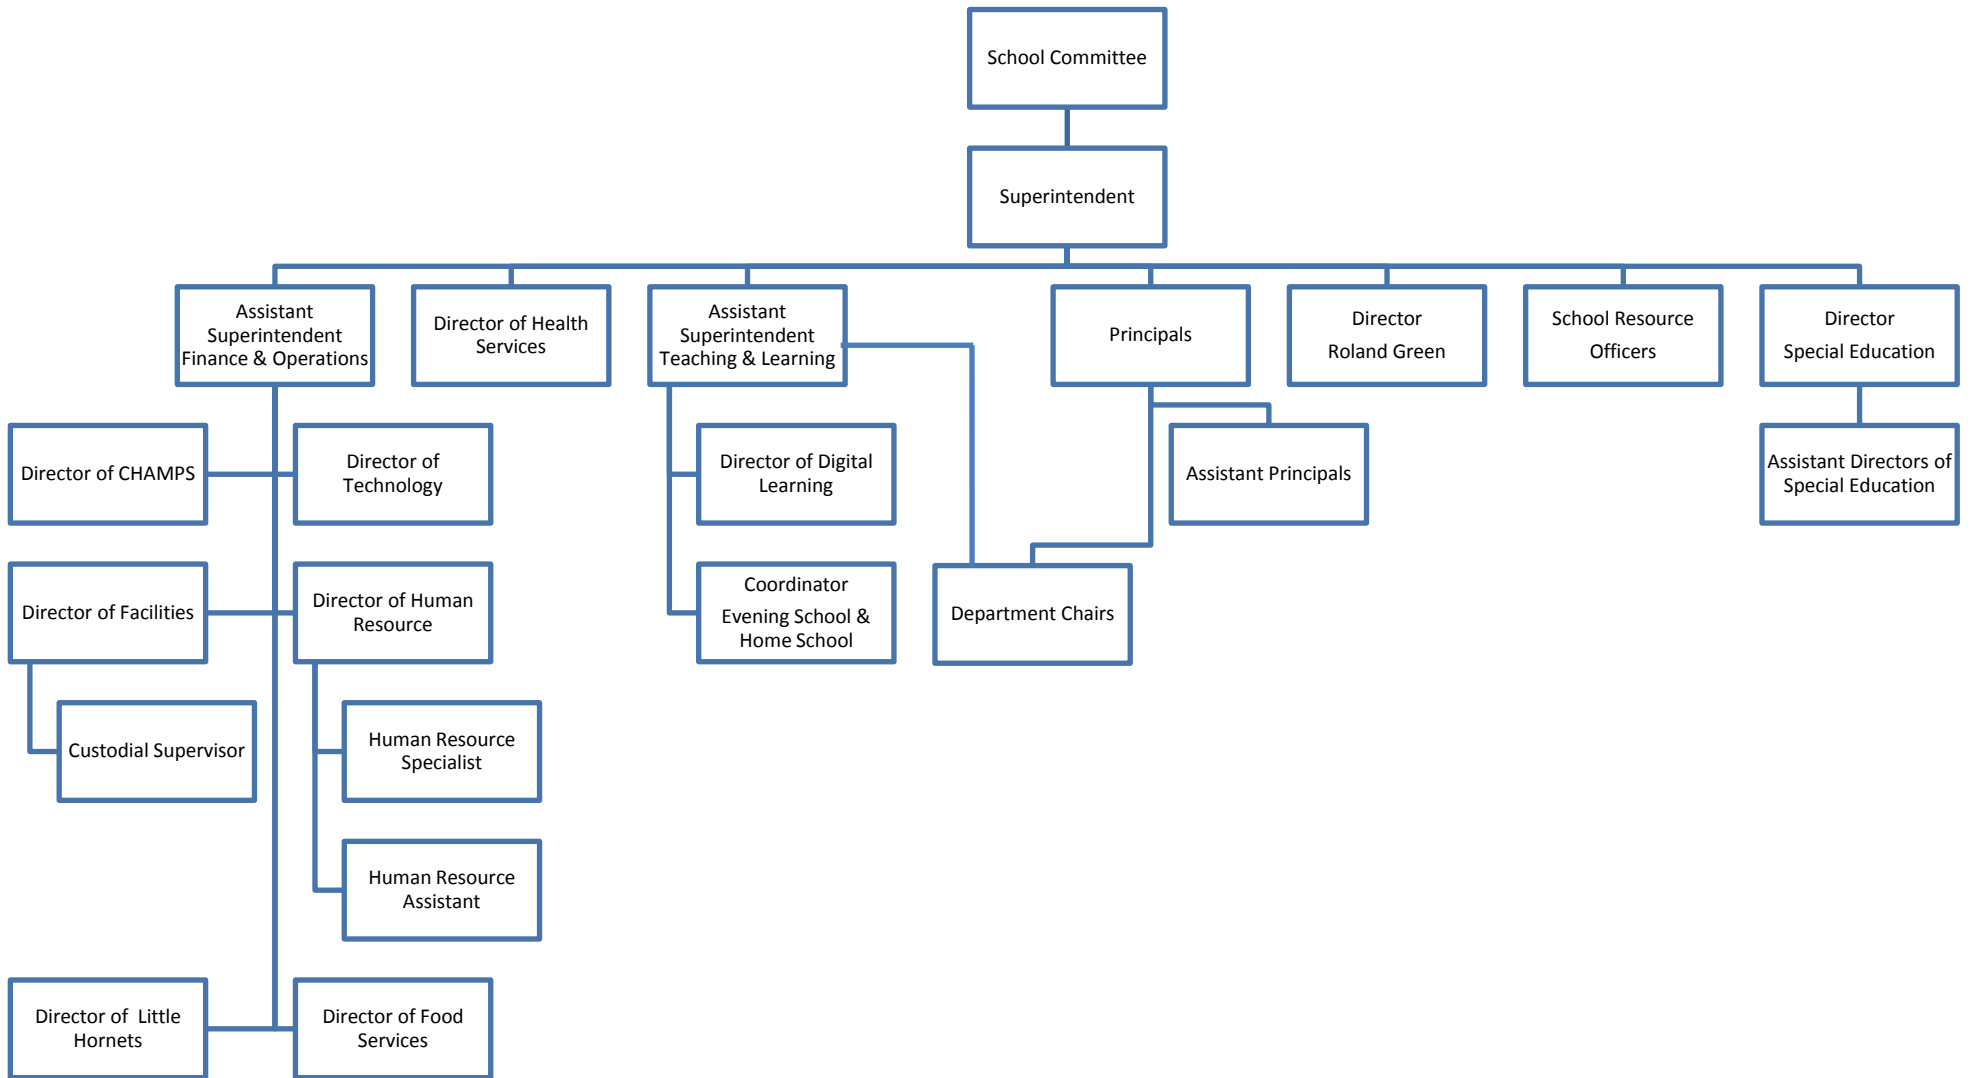 School Committee
Superintendent
Assistant
Superintendent
Finance & Operations
Director of Health
Services
Assistant
Superintendent
Teaching & Learning
Principals
Director
Roland Green
School Resource
Officers
Director
Special Education
Director of CHAMPS
Director of
Technology
Director of Digital
Learning
Assistant Principals
Assistant Directors of
Special Education
Director of Facilities
Director of Human
Resource
Coordinator
Evening School &
Home School
Department Chairs
Custodial Supervisor
Human Resource
Specialist
Human Resource
Assistant
Director of Little
Hornets
Director of Food
Services